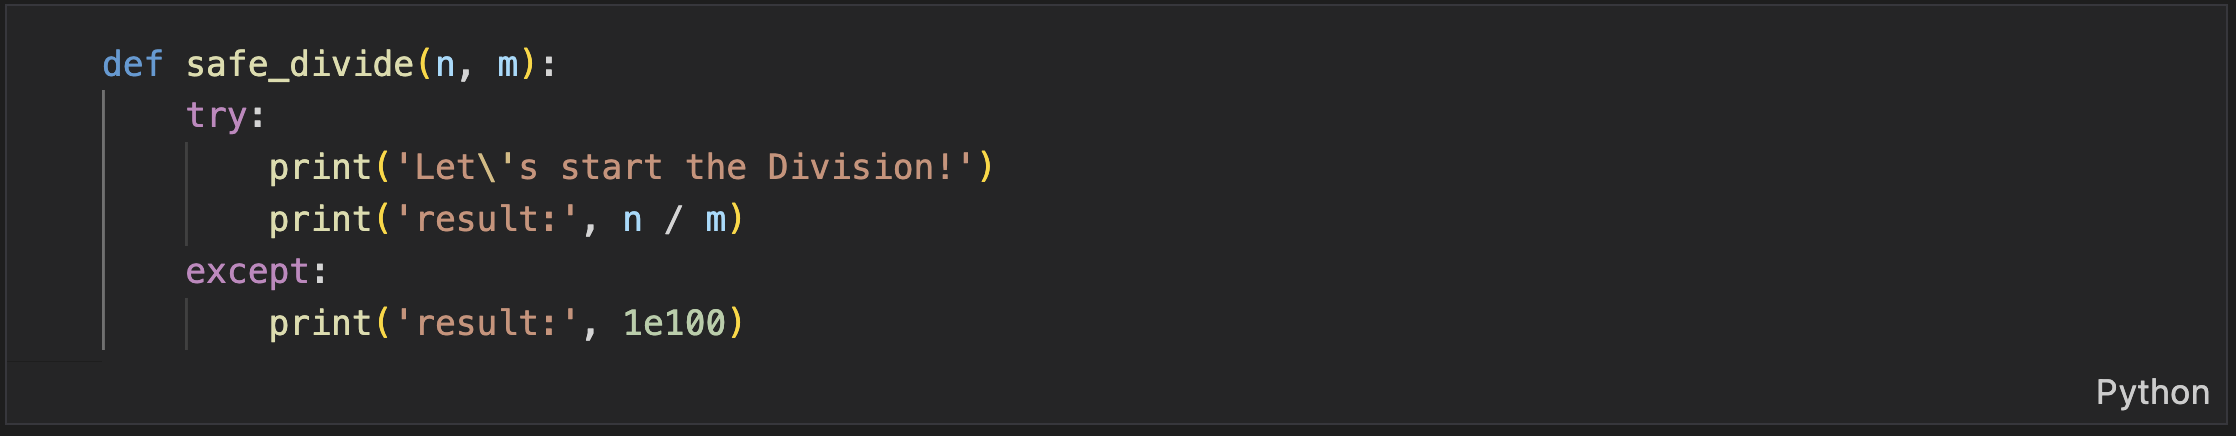 def safe_divide(n, m):
    try:
        print('Let\'s start the Division!')
        print('result:', n / m)
    except:
        print('result:', 1e100)
Python